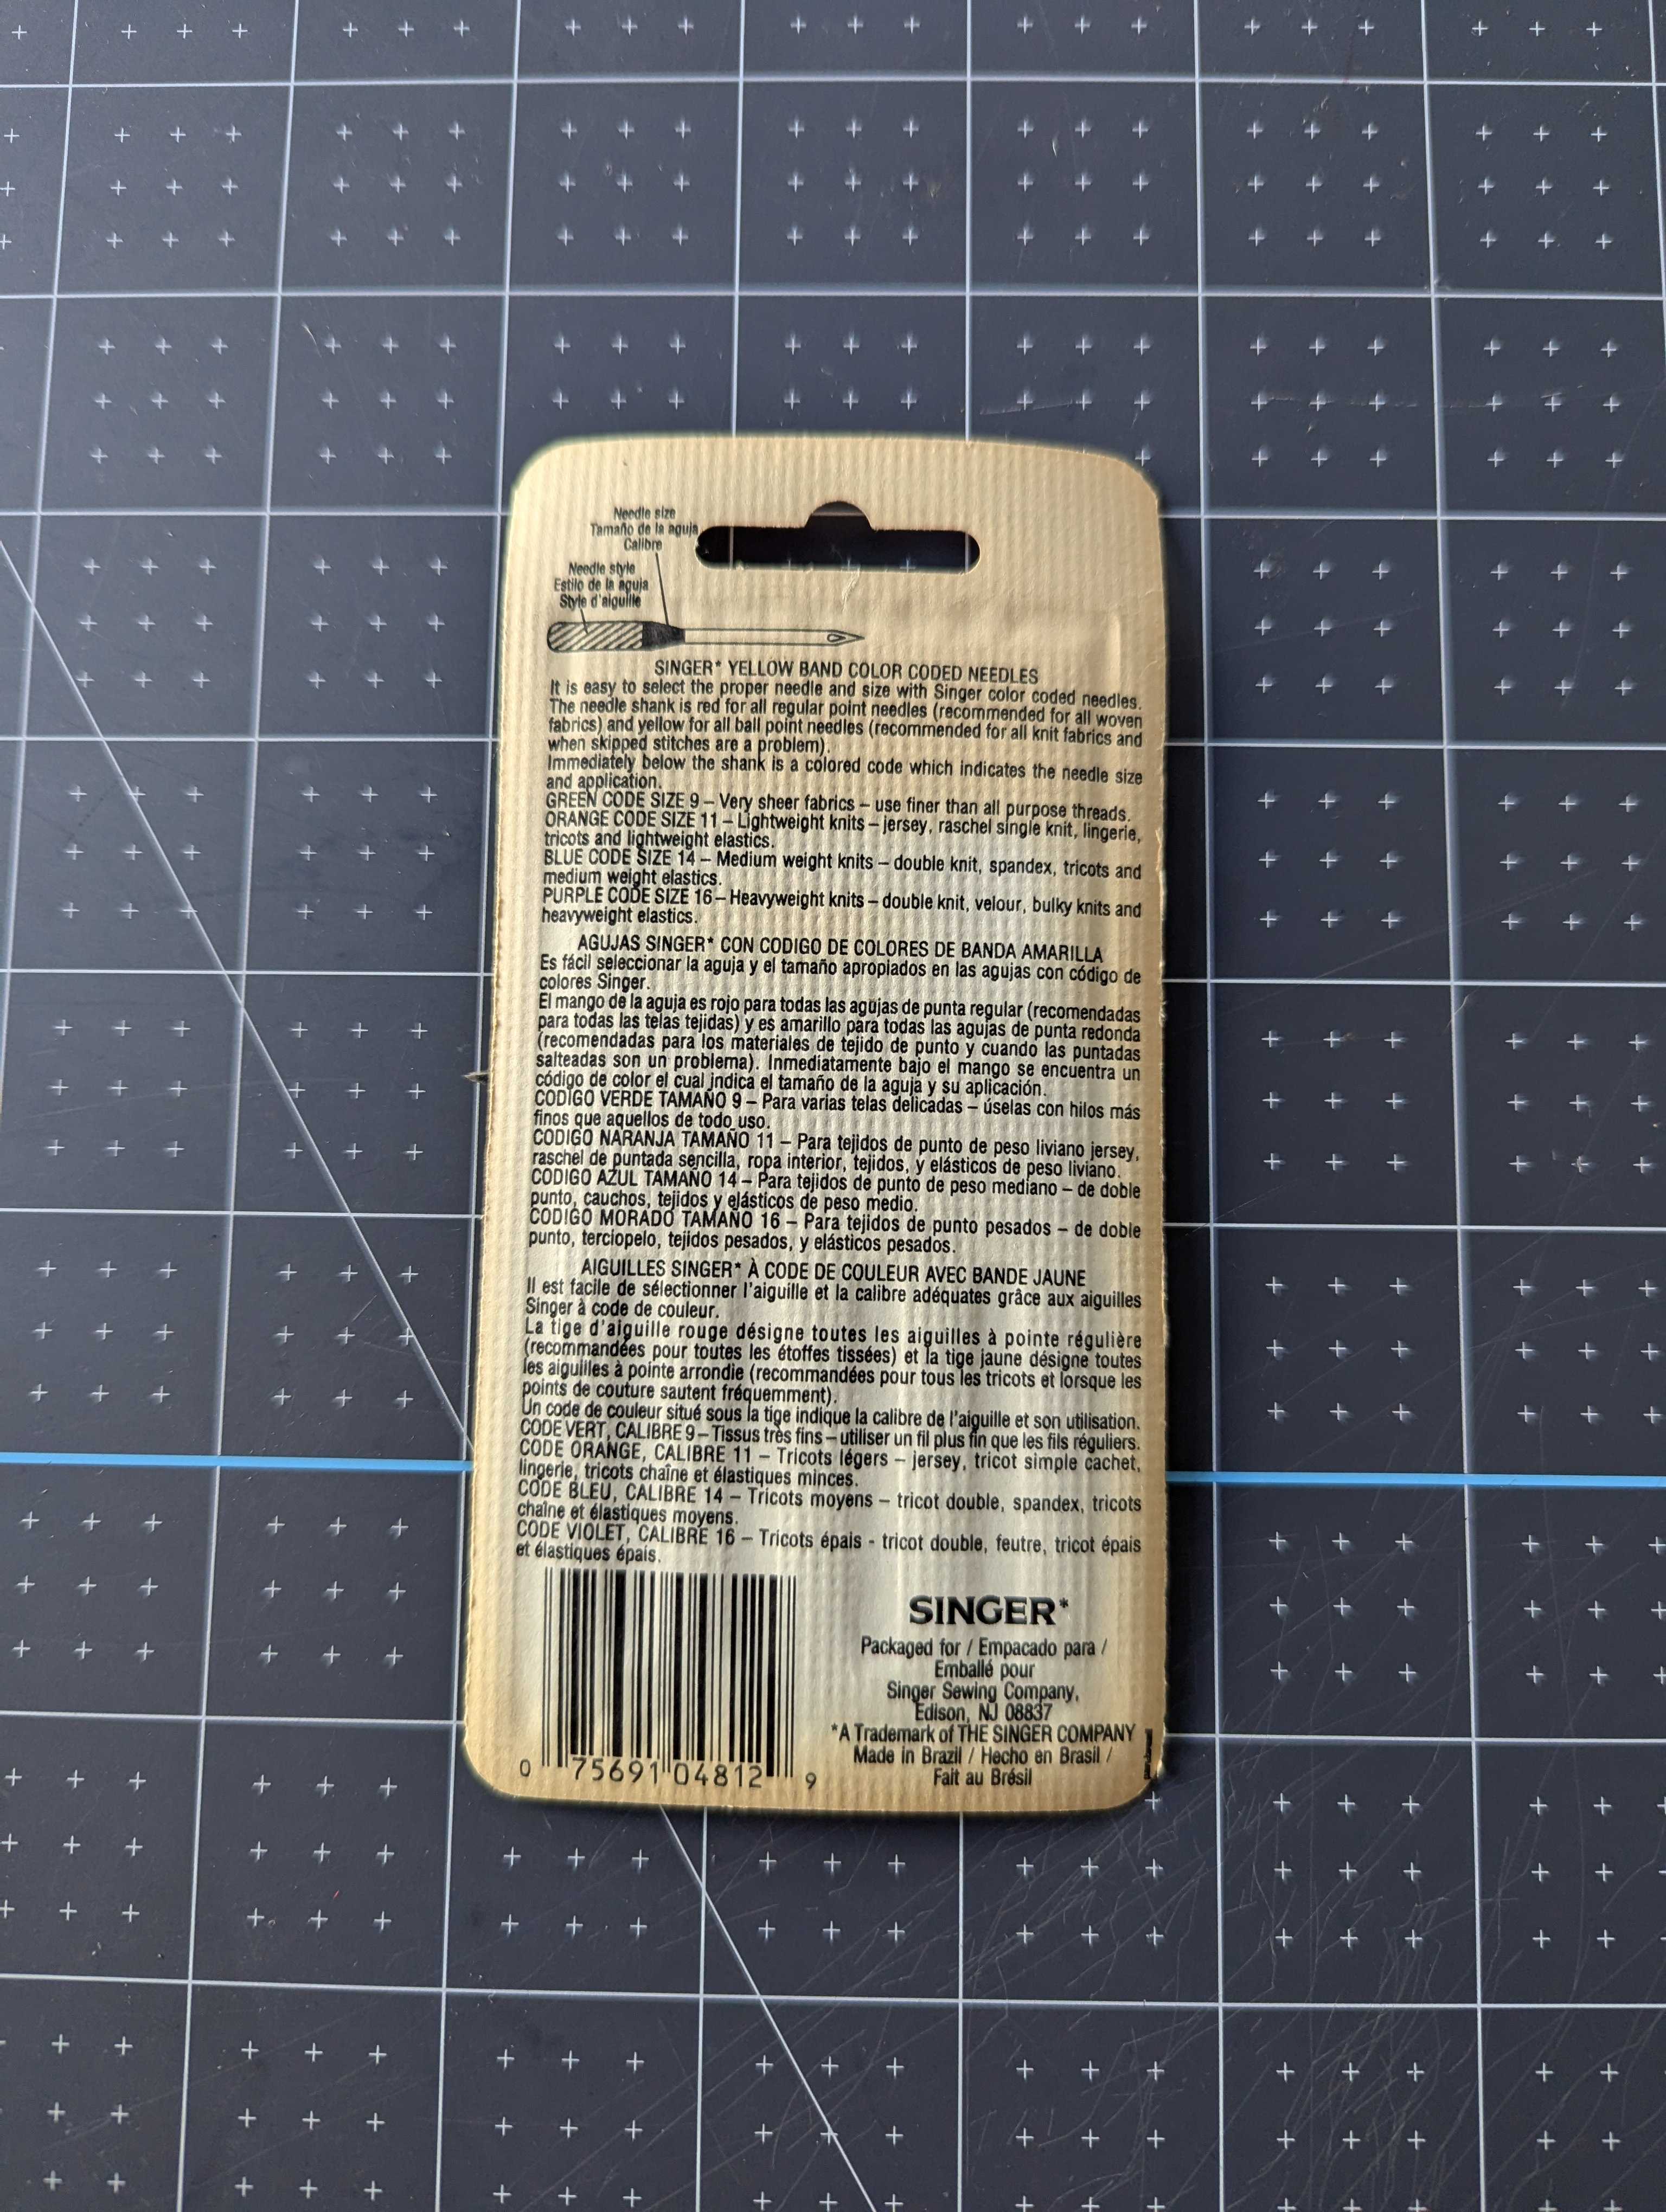 Needle size
Tamaño de la aguja
Calibre
Needle style
Estilo de la aguja
Style d'aiguille
SINGER* YELLOW BAND COLOR CODED NEEDLES
It is easy to select the proper needle and size with Singer color coded needles.
The needle shank is red for all regular point needles (recommended for all woven
fabrics) and yellow for all ball point needles (recommended for all knit fabrics and
when skipped stitches are a problem).
Immediately below the shank is a colored code which indicates the needle size
and application.
GREEN CODE SIZE 9 – Very sheer fabrics – use finer than all purpose threads.
ORANGE CODE SIZE 11 – Lightweight knits – jersey, raschel single knit, lingerie,
tricots and lightweight elastics.
BLUE CODE SIZE 14 – Medium weight knits – double knit, spandex, tricots and
medium weight elastics.
PURPLE CODE SIZE 16 – Heavyweight knits – double knit, velour, bulky knits and
heavyweight elastics.
AGUJAS SINGER* CON CODIGO DE COLORES DE BANDA AMARILLA
Es fácil seleccionar la aguja y el tamaño apropiados en las agujas con código de
colores Singer.
El mango de la aguja es rojo para todas las agujas de punta regular (recomendadas
para todas las telas tejidas) y es amarillo para todas las agujas de punta redonda
(recomendadas para los materiales de tejido de punto y cuando las puntadas
salteadas son un problema). Inmediatamente bajo el mango se encuentra un
código de color el cual indica el tamaño de la aguja y su aplicación.
CODIGO VERDE TAMAÑO 9 – Para varias telas delicadas – úselas con hilos más
finos que aquellos de todo uso.
CODIGO NARANJA TAMAÑO 11 – Para tejidos de punto de peso liviano jersey,
raschel de puntada sencilla, ropa interior, tejidos, y elásticos de peso liviano.
CODIGO AZUL TAMAÑO 14 – Para tejidos de punto de peso mediano – de doble
punto, cauchos, tejidos y elásticos de peso medio.
CODIGO MORADO TAMAÑO 16 – Para tejidos de punto pesados – de doble
punto, terciopelo, tejidos pesados, y elásticos pesados.
AIGUILLES SINGER* À CODE DE COULEUR AVEC BANDE JAUNE
Il est facile de sélectionner l'aiguille et la calibre adéquates grâce aux aiguilles
Singer à code de couleur.
La tige d'aiguille rouge désigne toutes les aiguilles à pointe régulière
(recommandées pour toutes les étoffes tissées) et la tige jaune désigne toutes
les aiguilles à pointe arrondie (recommandées pour tous les tricots et lorsque les
points de couture sautent fréquemment).
Un code de couleur situé sous la tige indique la calibre de l'aiguille et son utilisation.
CODE VERT, CALIBRE 9 – Tissus très fins – utiliser un fil plus fin que les fils réguliers.
CODE ORANGE, CALIBRE 11 – Tricots légers – jersey, tricot simple cachet,
lingerie, tricots chaîne et élastiques minces.
CODE BLEU, CALIBRE 14 – Tricots moyens – tricot double, spandex, tricots
chaîne et élastiques moyens.
CODE VIOLET, CALIBRE 16 – Tricots épais - tricot double, feutre, tricot épais
et élastiques épais.
0 75691 04812 9
SINGER*
Packaged for / Empacado para /
Emballé pour
Singer Sewing Company,
Edison, NJ 08837
*A Trademark of THE SINGER COMPANY
Made in Brazil / Hecho en Brasil /
Fait au Brésil